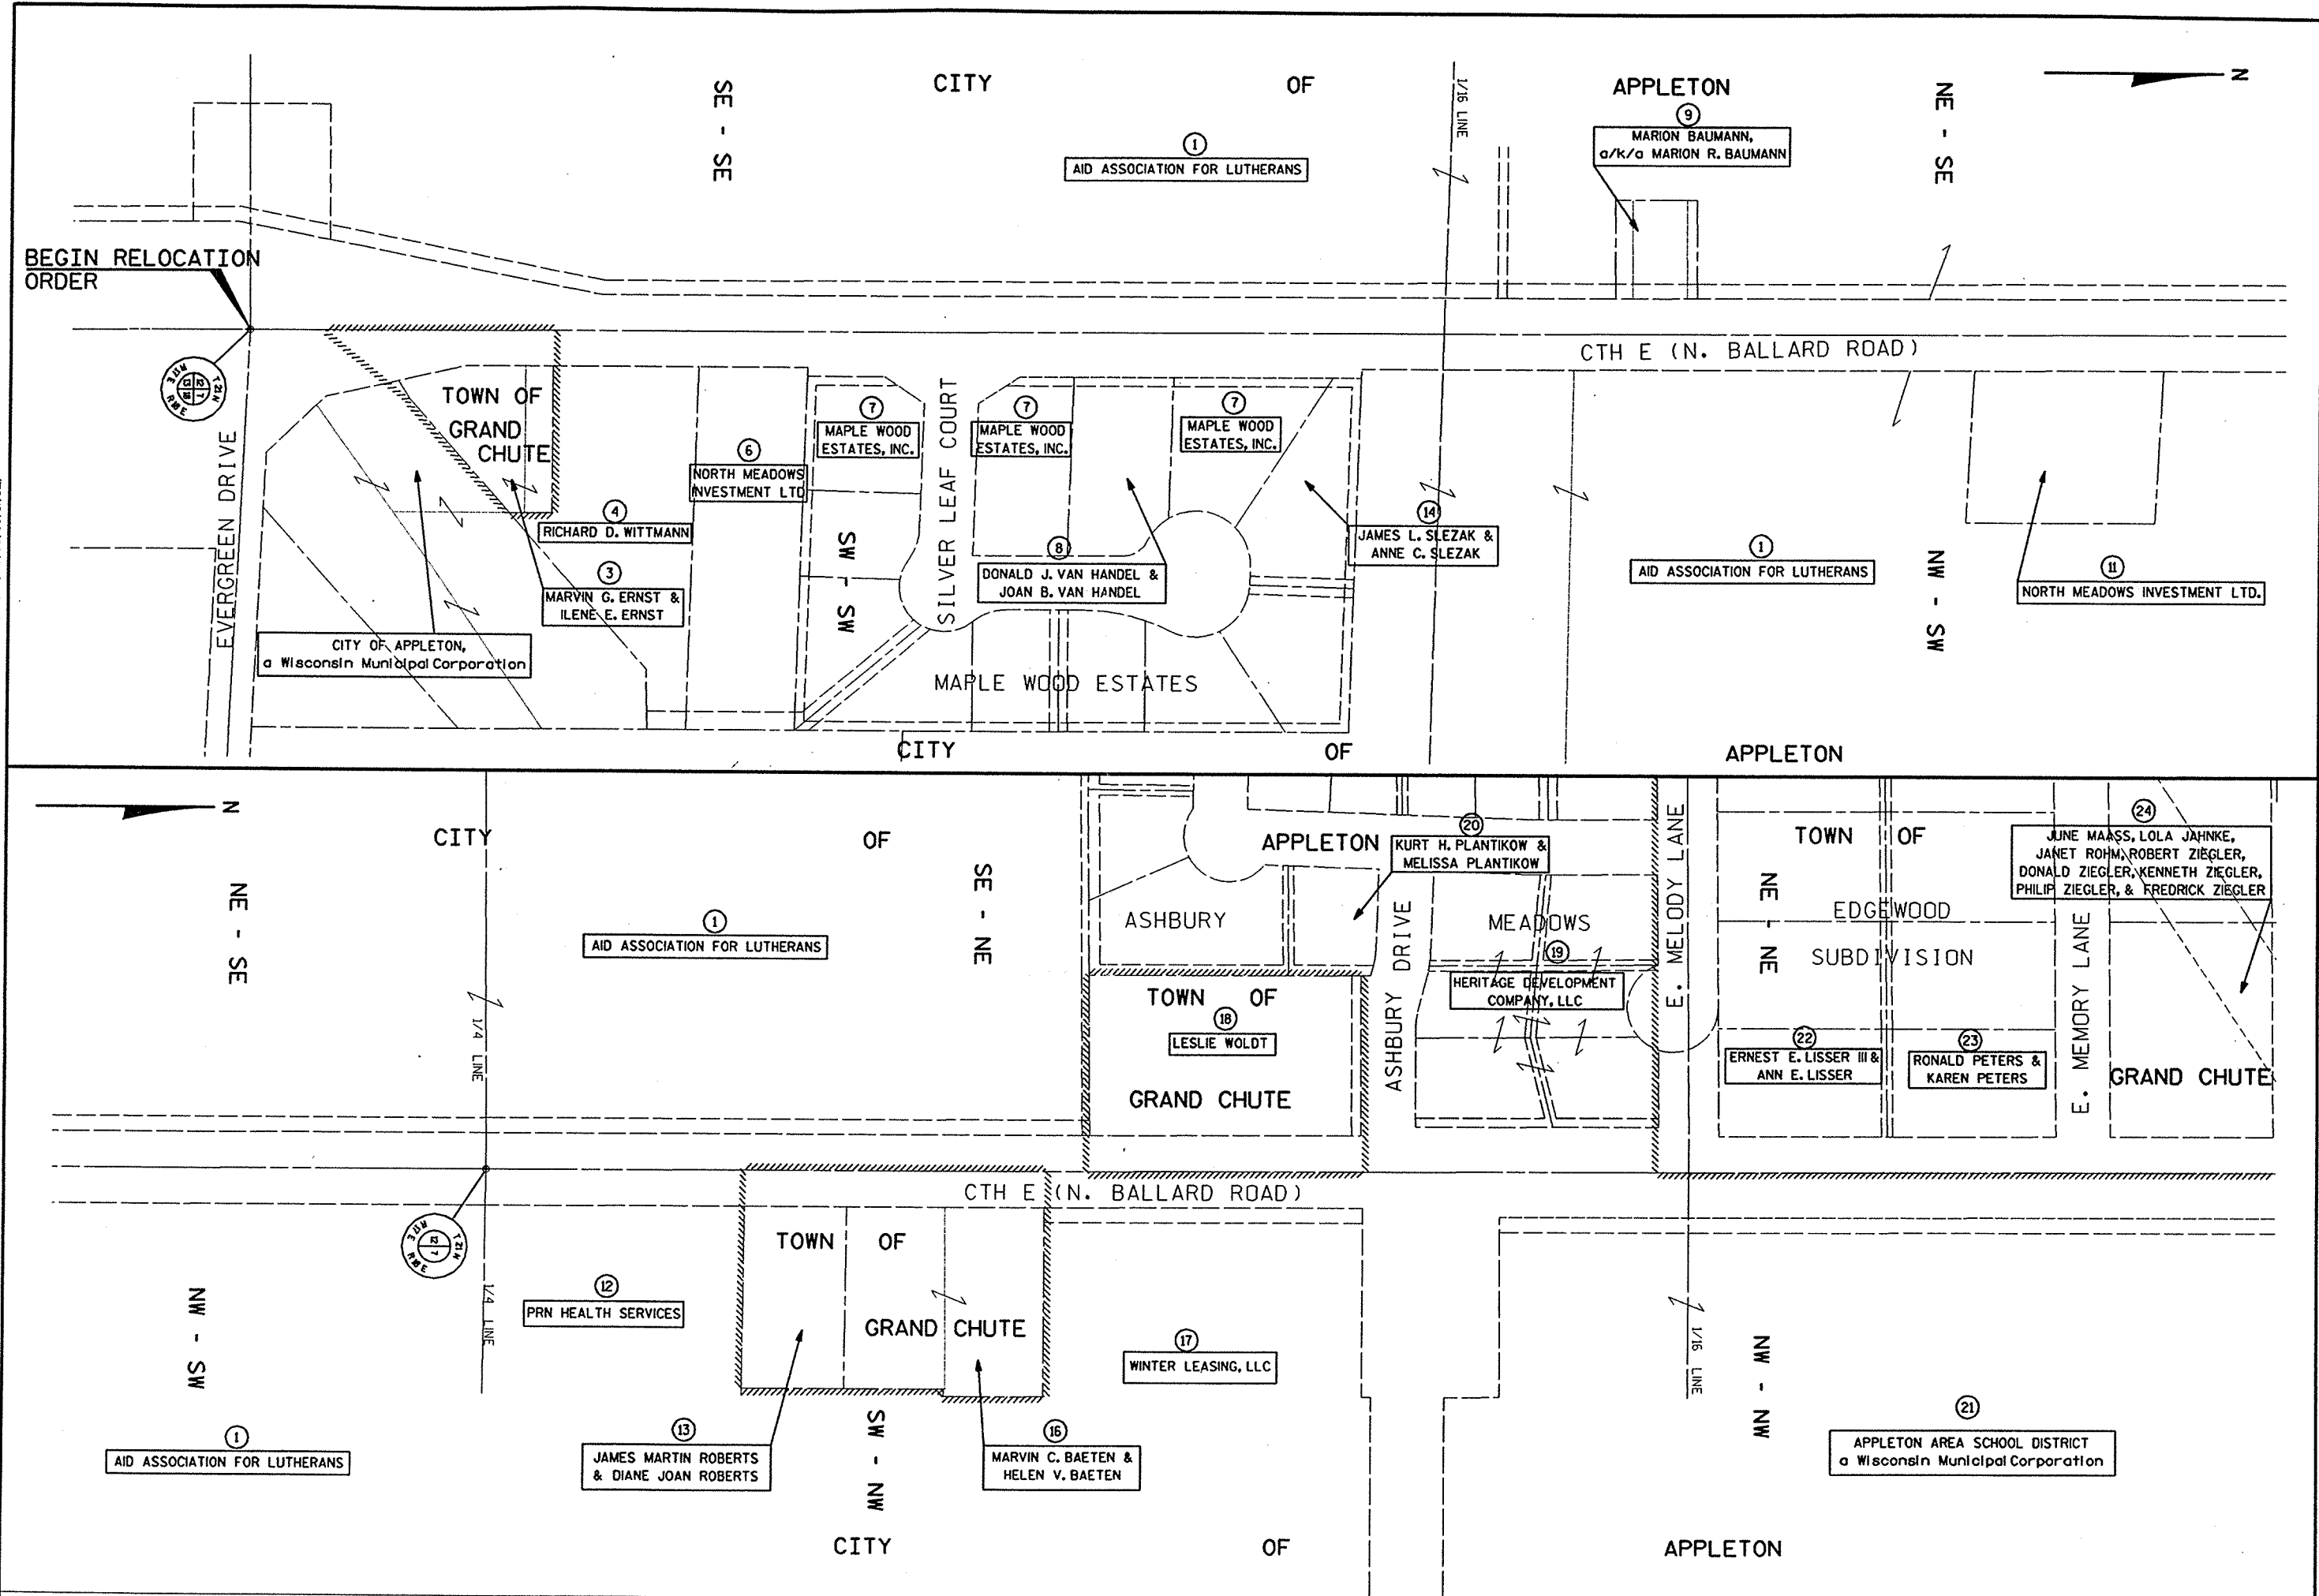 CITY OF APPLETON
N
SE - SE
NE - SE
1/16 LINE
9
MARION BAUMANN,
a/k/a MARION R. BAUMANN
1
AID ASSOCIATION FOR LUTHERANS
BEGIN RELOCATION
ORDER
CTH E (N. BALLARD ROAD)
T 21 N
R 17 E
R 18 E
12 7
13 18
EVERGREEN DRIVE
TOWN OF
GRAND
CHUTE
4
RICHARD D. WITTMANN
3
MARVIN G. ERNST &
ILENE E. ERNST
CITY OF APPLETON,
a Wisconsin Municipal Corporation
6
NORTH MEADOWS
INVESTMENT LTD
7
MAPLE WOOD
ESTATES, INC.
SW - SW
SILVER LEAF COURT
7
MAPLE WOOD
ESTATES, INC.
7
MAPLE WOOD
ESTATES, INC.
8
DONALD J. VAN HANDEL &
JOAN B. VAN HANDEL
14
JAMES L. SLEZAK &
ANNE C. SLEZAK
MAPLE WOOD ESTATES
1
AID ASSOCIATION FOR LUTHERANS
NW - SW
11
NORTH MEADOWS INVESTMENT LTD.
CITY OF APPLETON
N
CITY OF APPLETON
NE - SE
1/4 LINE
1
AID ASSOCIATION FOR LUTHERANS
SE - NE
ASHBURY MEADOWS
20
KURT H. PLANTIKOW &
MELISSA PLANTIKOW
ASHBURY DRIVE
19
HERITAGE DEVELOPMENT
COMPANY, LLC
TOWN OF
18
LESLIE WOLDT
GRAND CHUTE
E. MELODY LANE
TOWN OF
NE - NE
EDGEWOOD
SUBDIVISION
24
JUNE MAASS, LOLA JAHNKE,
JANET ROHM, ROBERT ZIEGLER,
DONALD ZIEGLER, KENNETH ZIEGLER,
PHILIP ZIEGLER, & FREDRICK ZIEGLER
22
ERNEST E. LISSER III &
ANN E. LISSER
23
RONALD PETERS &
KAREN PETERS
E. MEMORY LANE
GRAND CHUTE
CTH E (N. BALLARD ROAD)
T 21 N
R 17 E
R 18 E
12 7
1/4 LINE
NW - SW
1
AID ASSOCIATION FOR LUTHERANS
12
PRN HEALTH SERVICES
TOWN OF
GRAND CHUTE
13
JAMES MARTIN ROBERTS
& DIANE JOAN ROBERTS
SW - NW
16
MARVIN C. BAETEN &
HELEN V. BAETEN
17
WINTER LEASING, LLC
1/16 LINE
NW - NW
21
APPLETON AREA SCHOOL DISTRICT
a Wisconsin Municipal Corporation
CITY OF APPLETON